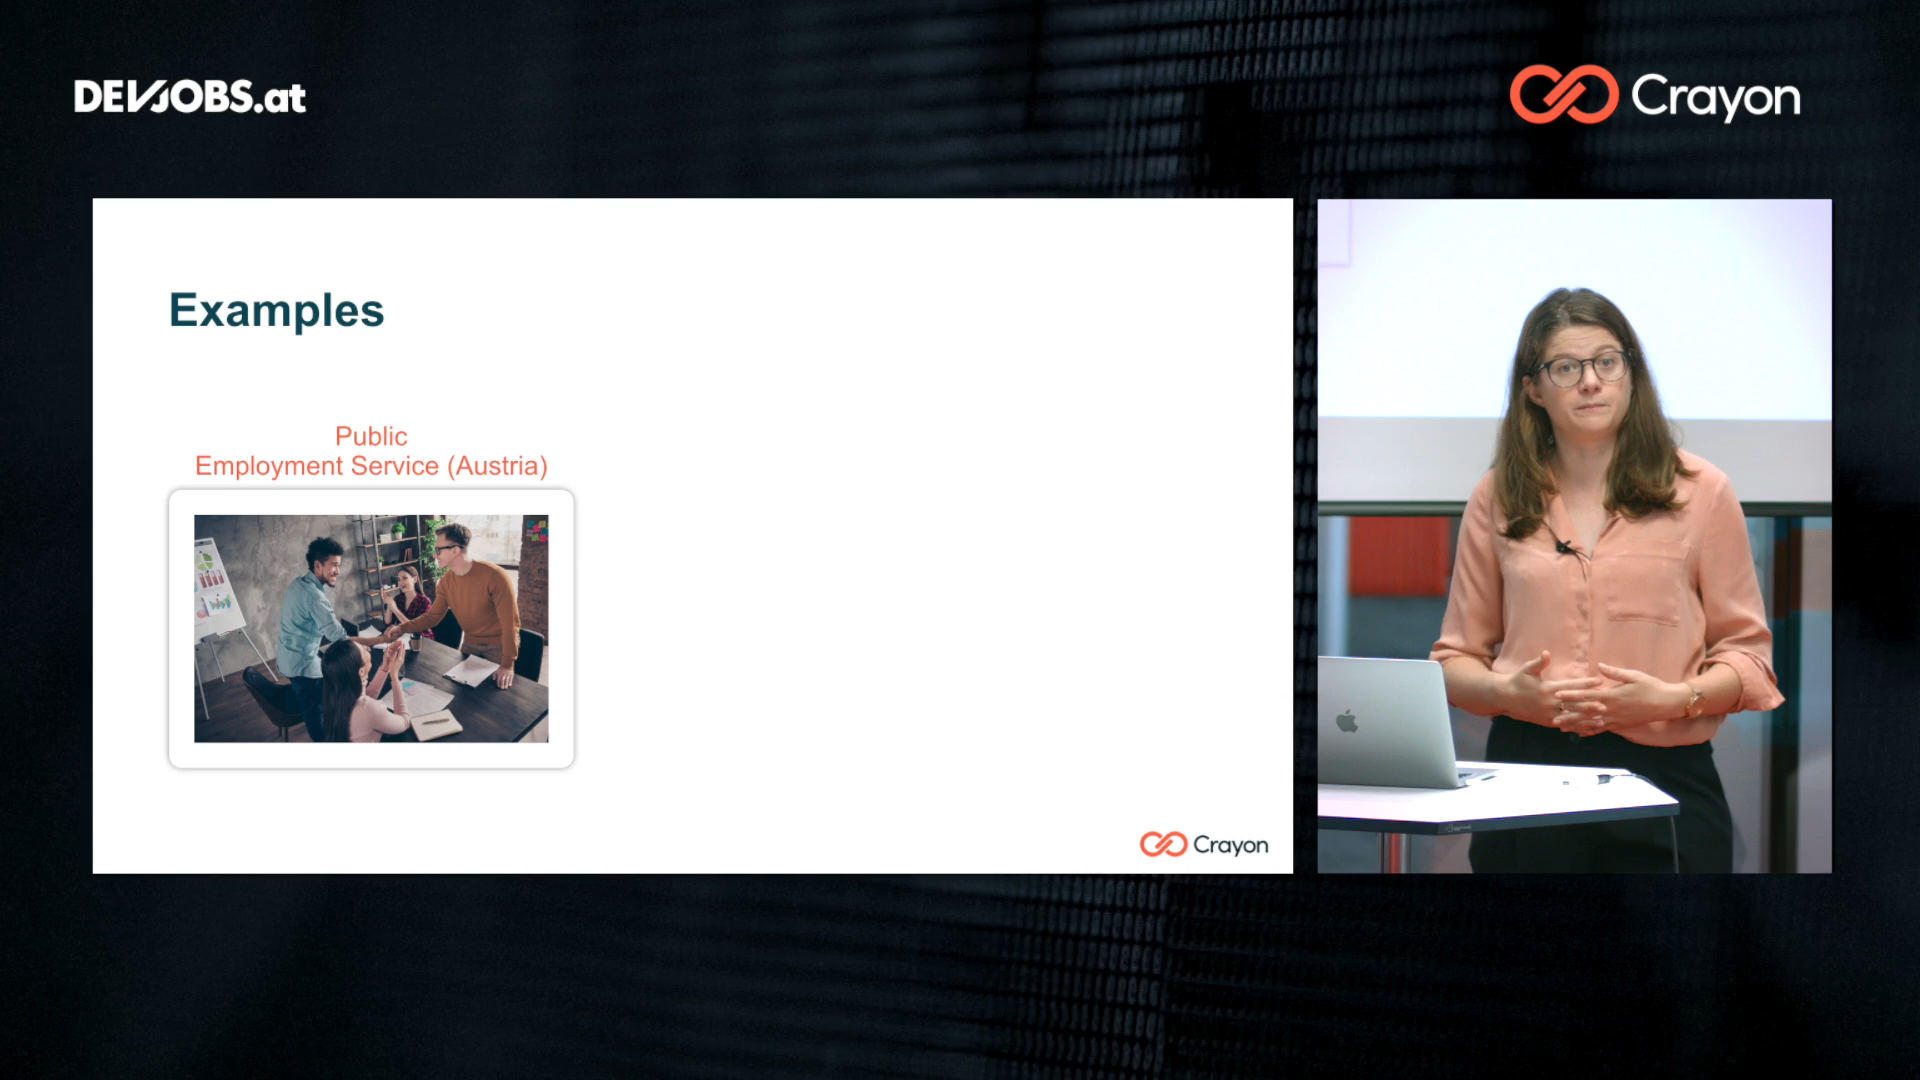 DEVJOBS.at
Crayon
Examples
Public
Employment Service (Austria)
Crayon